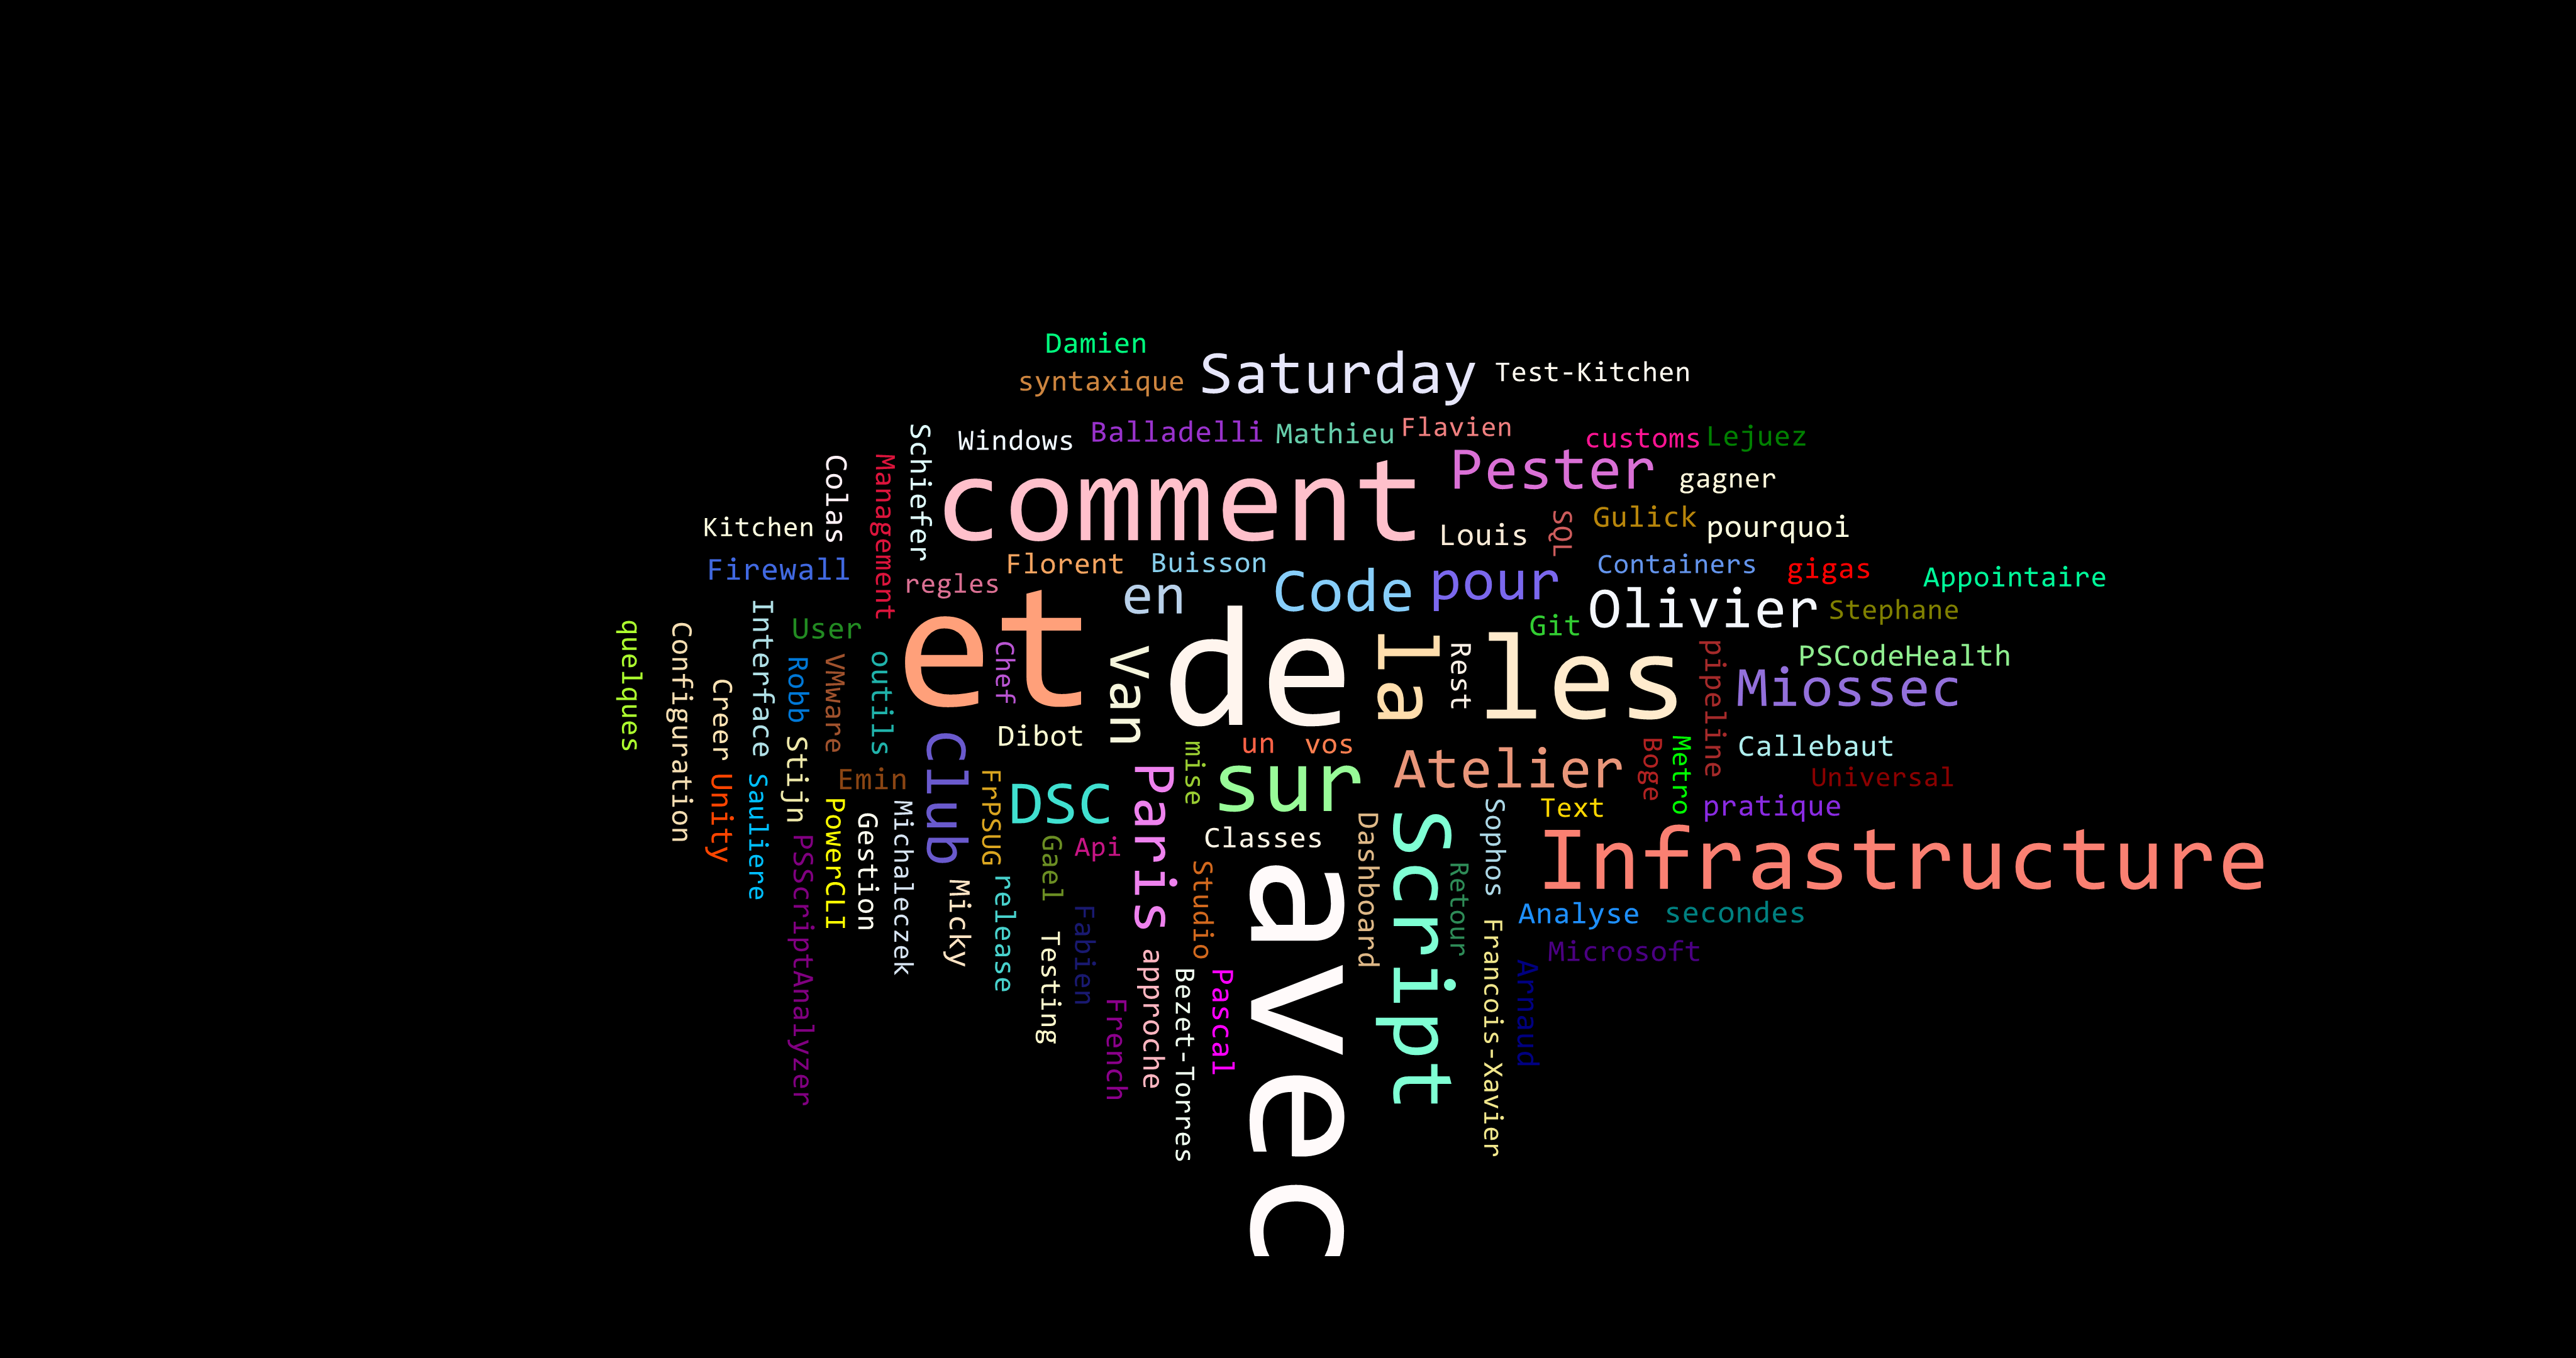 Damien
Saturday
Test-Kitchen
syntaxique
Schiefer
Windows
Balladelli
Mathieu
Flavien
customs
Lejuez
Colas
Management
comment
Pester
gagner
Kitchen
Louis
SQL
Gulick
pourquoi
Firewall
regles
Florent
Buisson
en
Code
pour
Containers
gigas
Appointaire
Olivier
Stephane
quelques
Configuration
Interface
User
et
Chef
van
de
la
Rest
les
Git
pipeline
PSCodeHealth
Miossec
Creer
Robb
VMware
outils
Dibot
club
mise
un
vos
Atelier
Boge
Metro
Callebaut
Stijn
Emin
FrPSUG
DSC
Paris
sur
Universal
Unity
Sauliere
PowerCLI
Gestion
Michaleczek
Classes
Dashboard
Script
Sophos
Text
pratique
PSScriptAnalyzer
Gael
Api
Studio
avec
Retour
Infrastructure
Micky
release
Testing
Fabien
Analyse
secondes
French
approche
Bezet-Torres
Pascal
Francois-Xavier
Microsoft
Arnaud